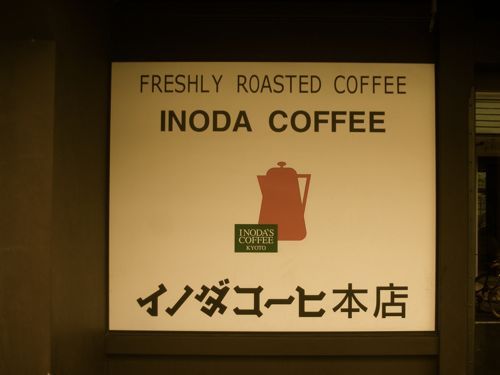 FRESHLY ROASTED COFFEE
INODA COFFEE
INODA'S
COFFEE
KYOTO
イノダコーヒ本店